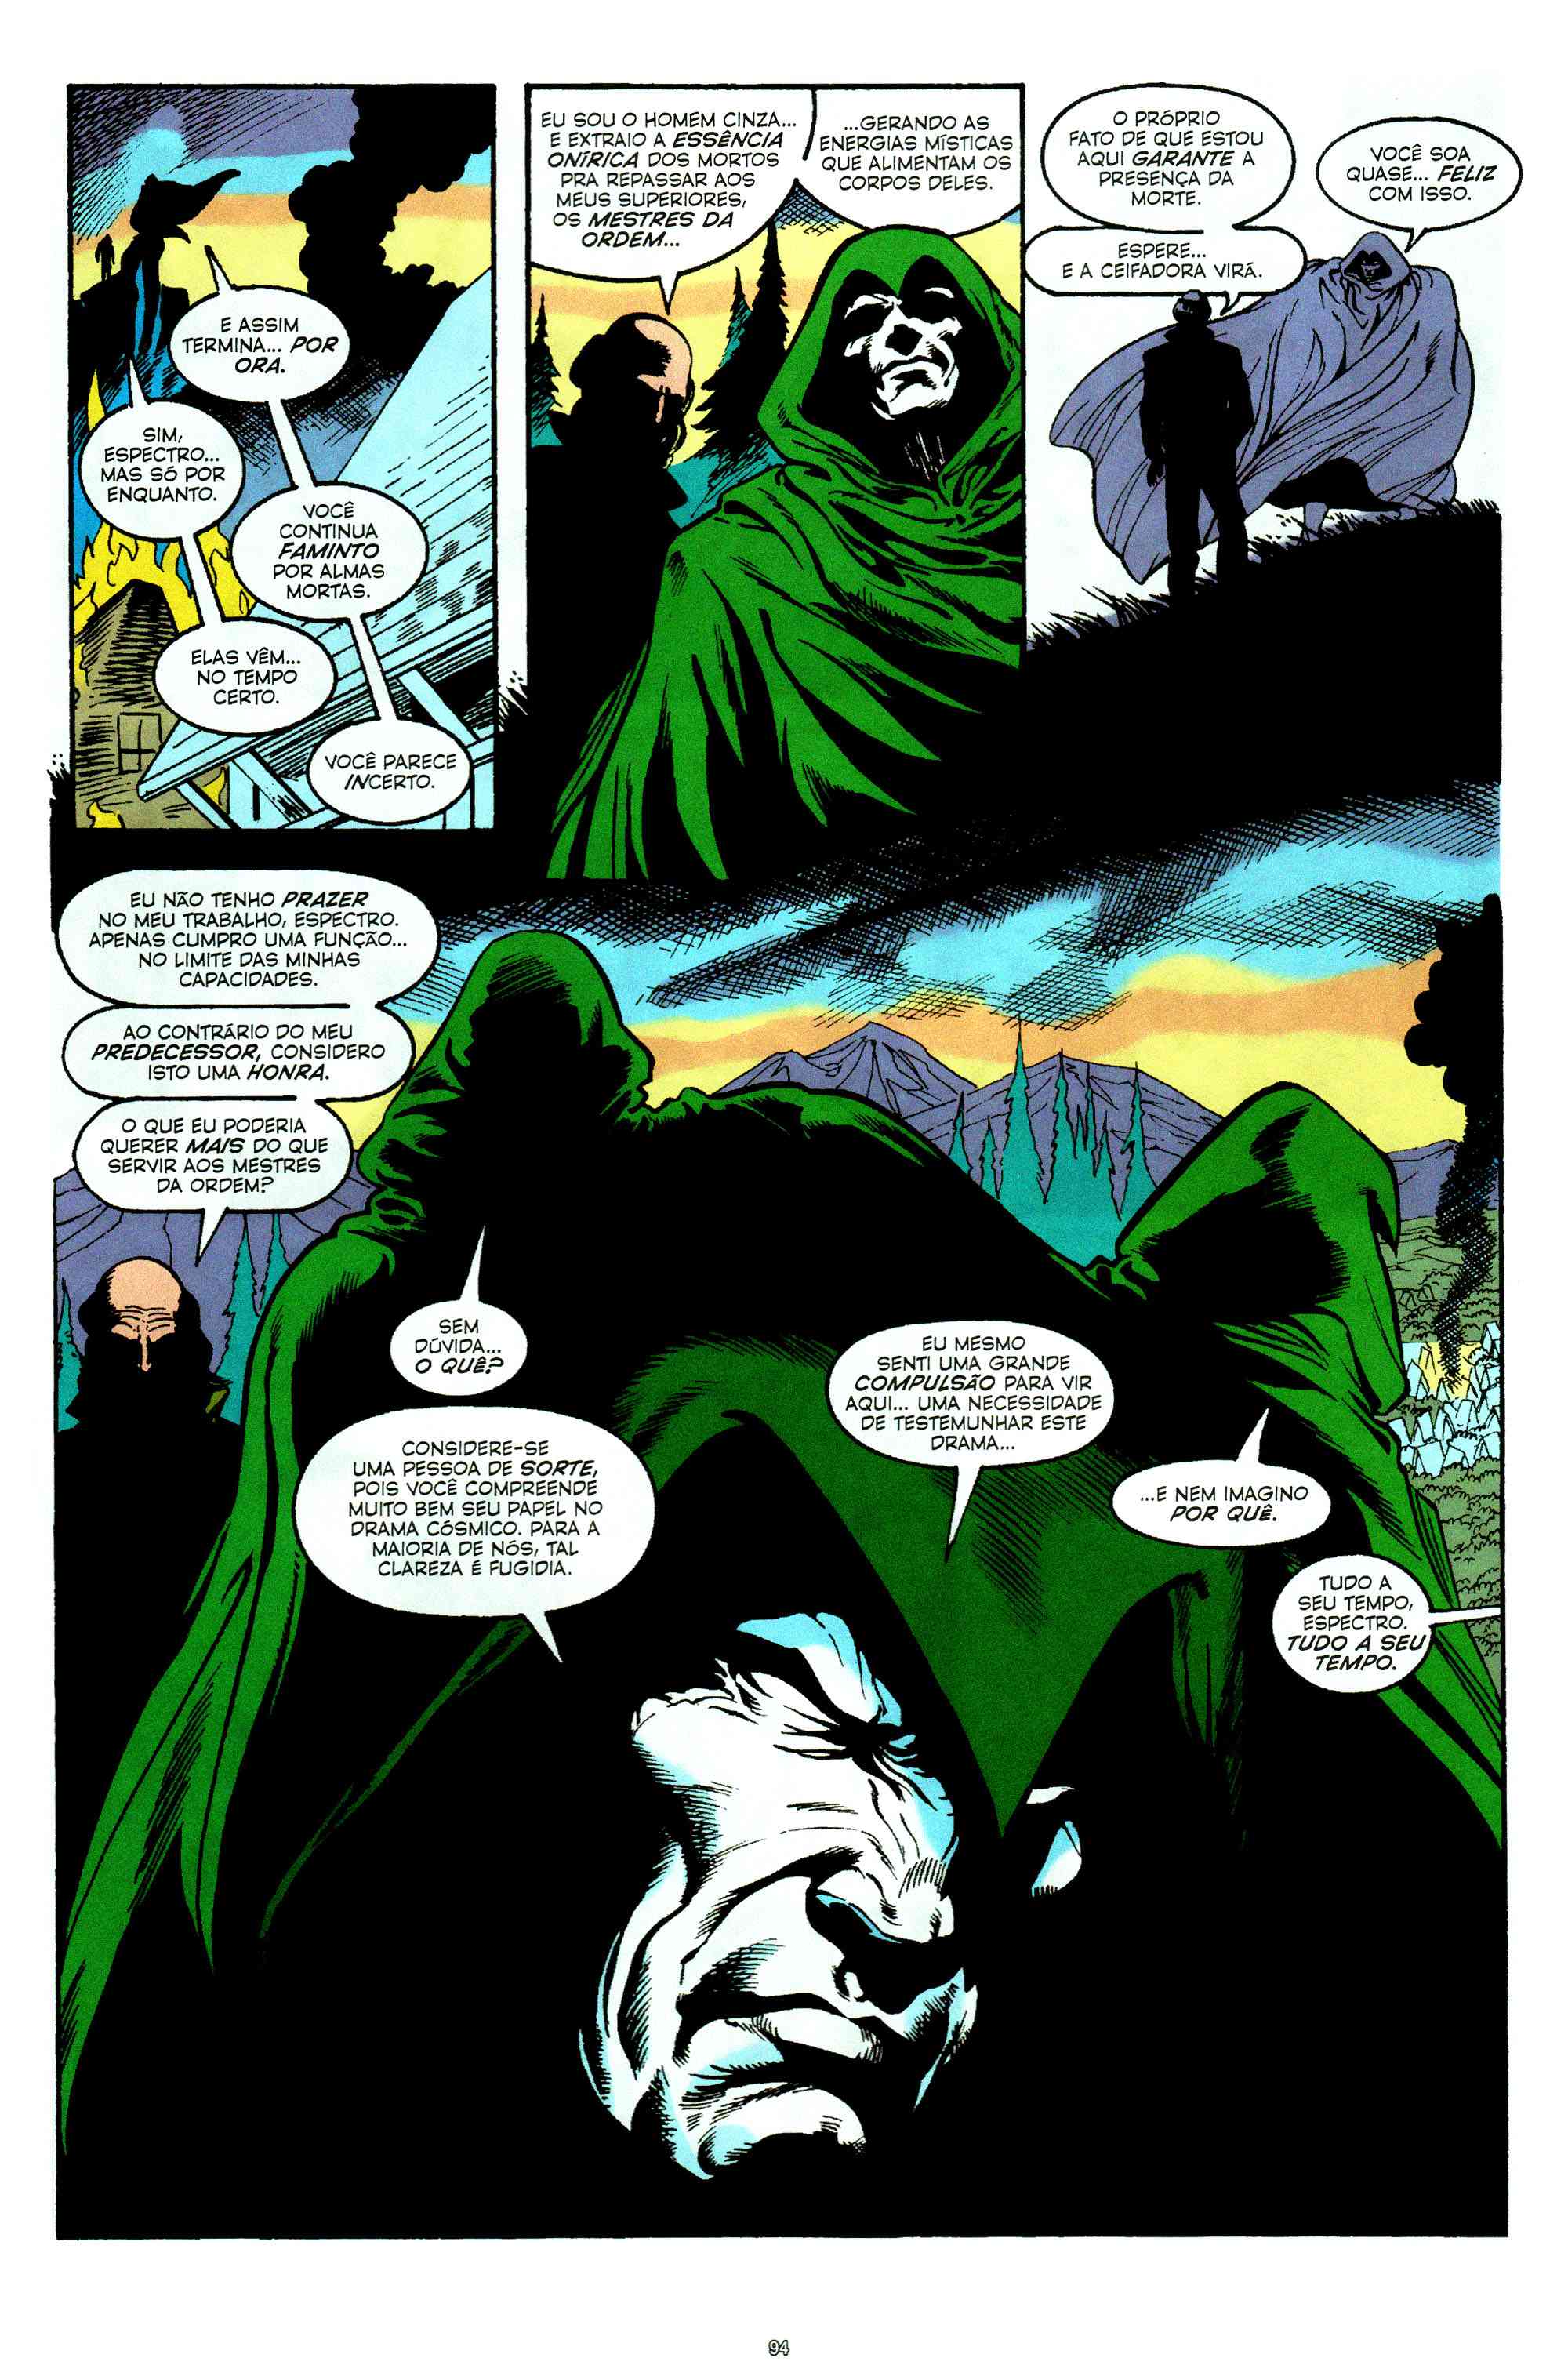 E ASSIM
TERMINA... POR
ORA.
SIM,
ESPECTRO...
MAS SÓ POR
ENQUANTO.
VOCÊ
CONTINUA
FAMINTO
POR ALMAS
MORTAS.
ELAS VÊM...
NO TEMPO
CERTO.
VOCÊ PARECE
INCERTO.
EU SOU O HOMEM CINZA...
E EXTRAIO A ESSÊNCIA
ONÍRICA DOS MORTOS
PRA REPASSAR AOS
MEUS SUPERIORES,
OS MESTRES DA
ORDEM...
...GERANDO AS
ENERGIAS MÍSTICAS
QUE ALIMENTAM OS
CORPOS DELES.
O PRÓPRIO
FATO DE QUE ESTOU
AQUI GARANTE A
PRESENÇA DA
MORTE.
ESPERE...
E A CEIFADORA VIRÁ.
VOCÊ SOA
QUASE... FELIZ
COM ISSO.
EU NÃO TENHO PRAZER
NO MEU TRABALHO, ESPECTRO.
APENAS CUMPRO UMA FUNÇÃO...
NO LIMITE DAS MINHAS
CAPACIDADES.
AO CONTRÁRIO DO MEU
PREDECESSOR, CONSIDERO
ISTO UMA HONRA.
O QUE EU PODERIA
QUERER MAIS DO QUE
SERVIR AOS MESTRES
DA ORDEM?
SEM
DÚVIDA...
O QUÊ?
CONSIDERE-SE
UMA PESSOA DE SORTE,
POIS VOCÊ COMPREENDE
MUITO BEM SEU PAPEL NO
DRAMA CÓSMICO. PARA A
MAIORIA DE NÓS, TAL
CLAREZA É FUGIDIA.
EU MESMO
SENTI UMA GRANDE
COMPULSÃO PARA VIR
AQUI... UMA NECESSIDADE
DE TESTEMUNHAR ESTE
DRAMA...
...E NEM IMAGINO
POR QUÊ.
TUDO A
SEU TEMPO,
ESPECTRO.
TUDO A SEU
TEMPO.
94